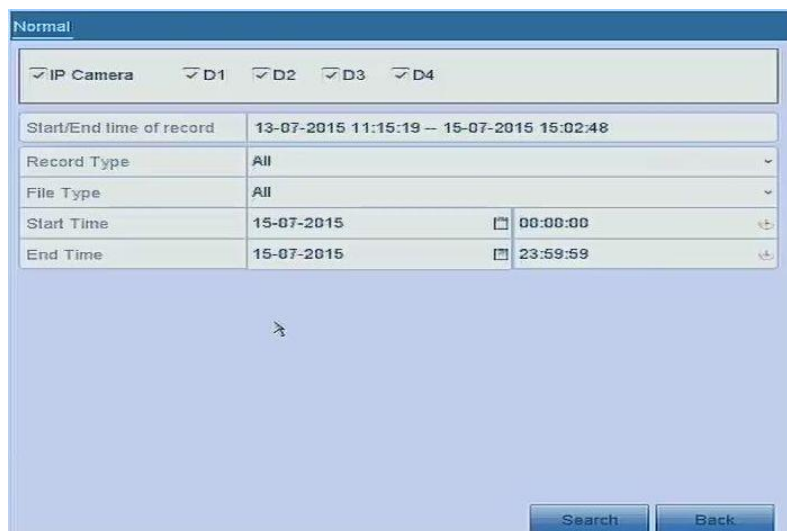 Normal
IP Camera D1 D2 D3 D4
Start/End time of record 13-07-2015 11:15:19 -- 15-07-2015 15:02:48
Record Type All
File Type All
Start Time 15-07-2015 00:00:00
End Time 15-07-2015 23:59:59
Search Back